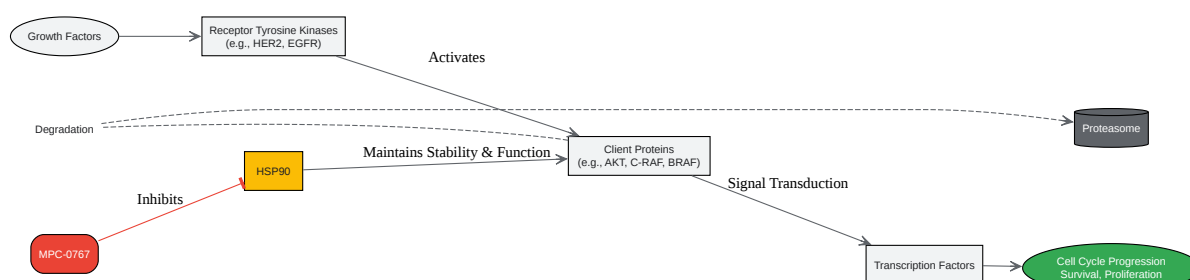 Growth Factors
Receptor Tyrosine Kinases
(e.g., HER2, EGFR)
Activates
Degradation
Proteasome
Client Proteins
(e.g., AKT, C-RAF, BRAF)
Maintains Stability & Function
HSP90
Signal Transduction
Inhibits
MPC-0767
Transcription Factors
Cell Cycle Progression
Survival, Proliferation